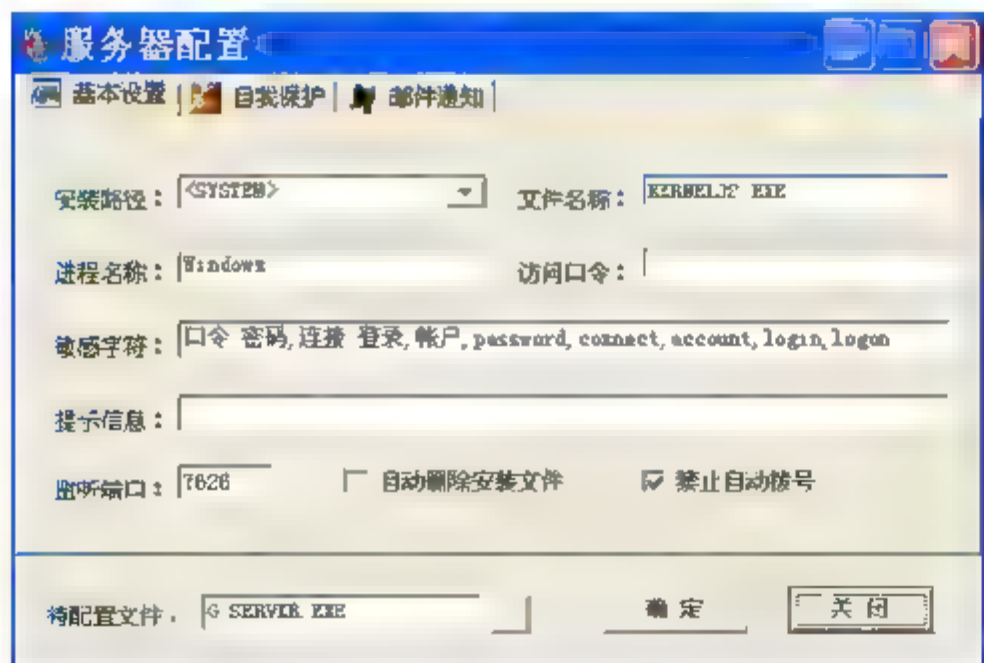 服务器配置
基本设置 自我保护 邮件通知
安装路径： <SYSTEM> 文件名称： KERNEL32 EXE
进程名称： Windows 访问口令：
敏感字符： 口令 密码,连接 登录,帐户,password,connect,account,login,logon
提示信息：
监听端口： 7626 自动删除安装文件 禁止自动拨号
待配置文件： G SERVER EXE 确定 关闭